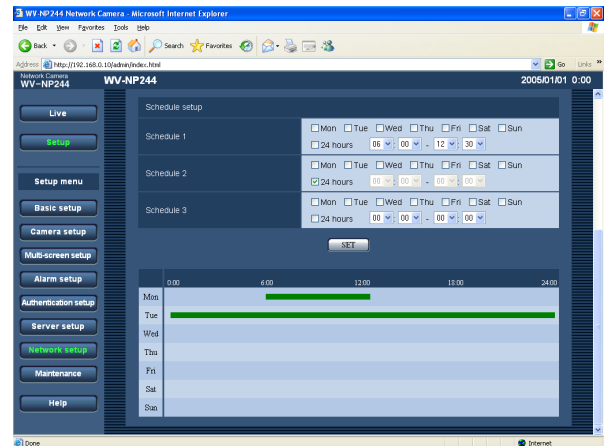 WV-NP244 Network Camera - Microsoft Internet Explorer
File Edit View Favorites Tools Help
Back Search Favorites
Address http://192.168.0.10/admin/index.html Go Links »
Network Camera
WV-NP244 WV-NP244 2005/01/01 0:00
Live
Setup
Setup menu
Basic setup
Camera setup
Multi-screen setup
Alarm setup
Authentication setup
Server setup
Network setup
Maintenance
Help
Schedule setup
Schedule 1
Mon Tue Wed Thu Fri Sat Sun
24 hours 06 : 00 - 12 : 30
Schedule 2
Mon Tue Wed Thu Fri Sat Sun
24 hours 00 : 00 - 00 : 00
Schedule 3
Mon Tue Wed Thu Fri Sat Sun
24 hours 00 : 00 - 00 : 00
SET
0:00 6:00 12:00 18:00 24:00
Mon
Tue
Wed
Thu
Fri
Sat
Sun
Done Internet